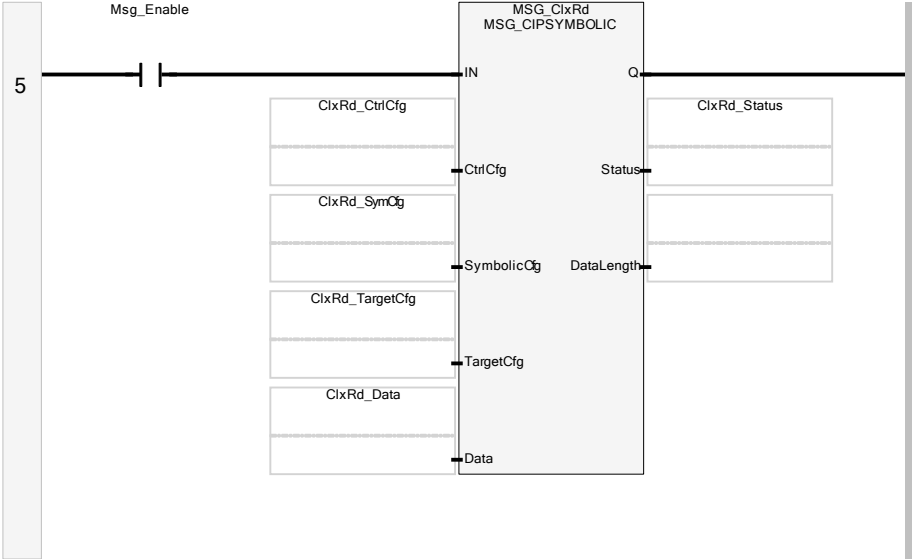 Msg_Enable
MSG_ClxRd
MSG_CIPSYMBOLIC
5
IN
Q
ClxRd_CtrlCfg
ClxRd_Status
CtrlCfg
Status
ClxRd_SymCfg
SymbolicCfg
DataLength
ClxRd_TargetCfg
TargetCfg
ClxRd_Data
Data